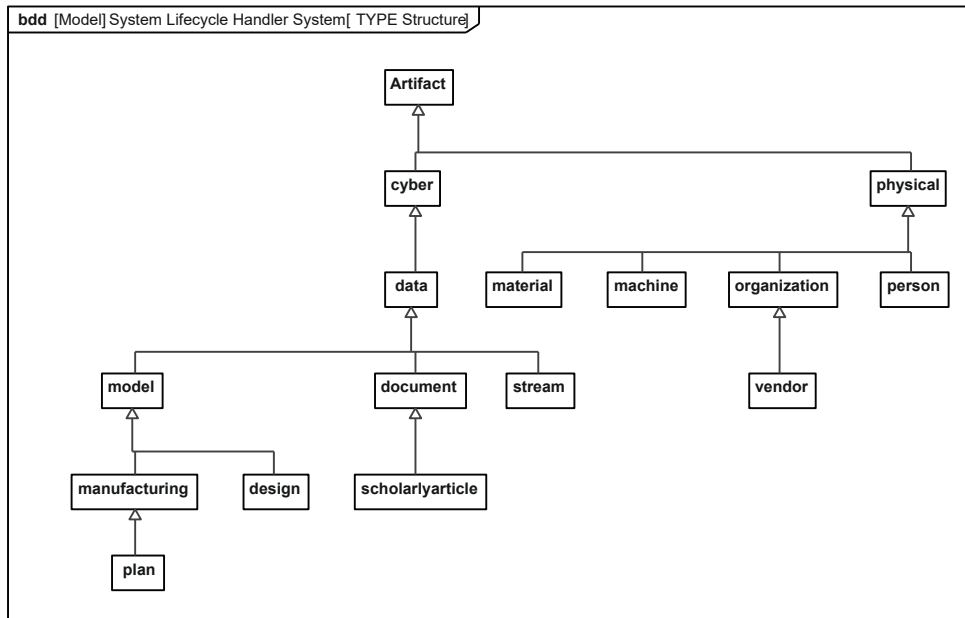 bdd [Model] System Lifecycle Handler System[ TYPE Structure]
Artifact
cyber
physical
data
material
machine
organization
person
model
document
stream
vendor
manufacturing
design
scholarlyarticle
plan